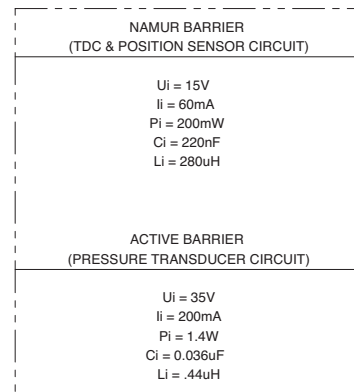 NAMUR BARRIER
(TDC & POSITION SENSOR CIRCUIT)
Ui = 15V
Ii = 60mA
Pi = 200mW
Ci = 220nF
Li = 280uH
ACTIVE BARRIER
(PRESSURE TRANSDUCER CIRCUIT)
Ui = 35V
Ii = 200mA
Pi = 1.4W
Ci = 0.036uF
Li = .44uH